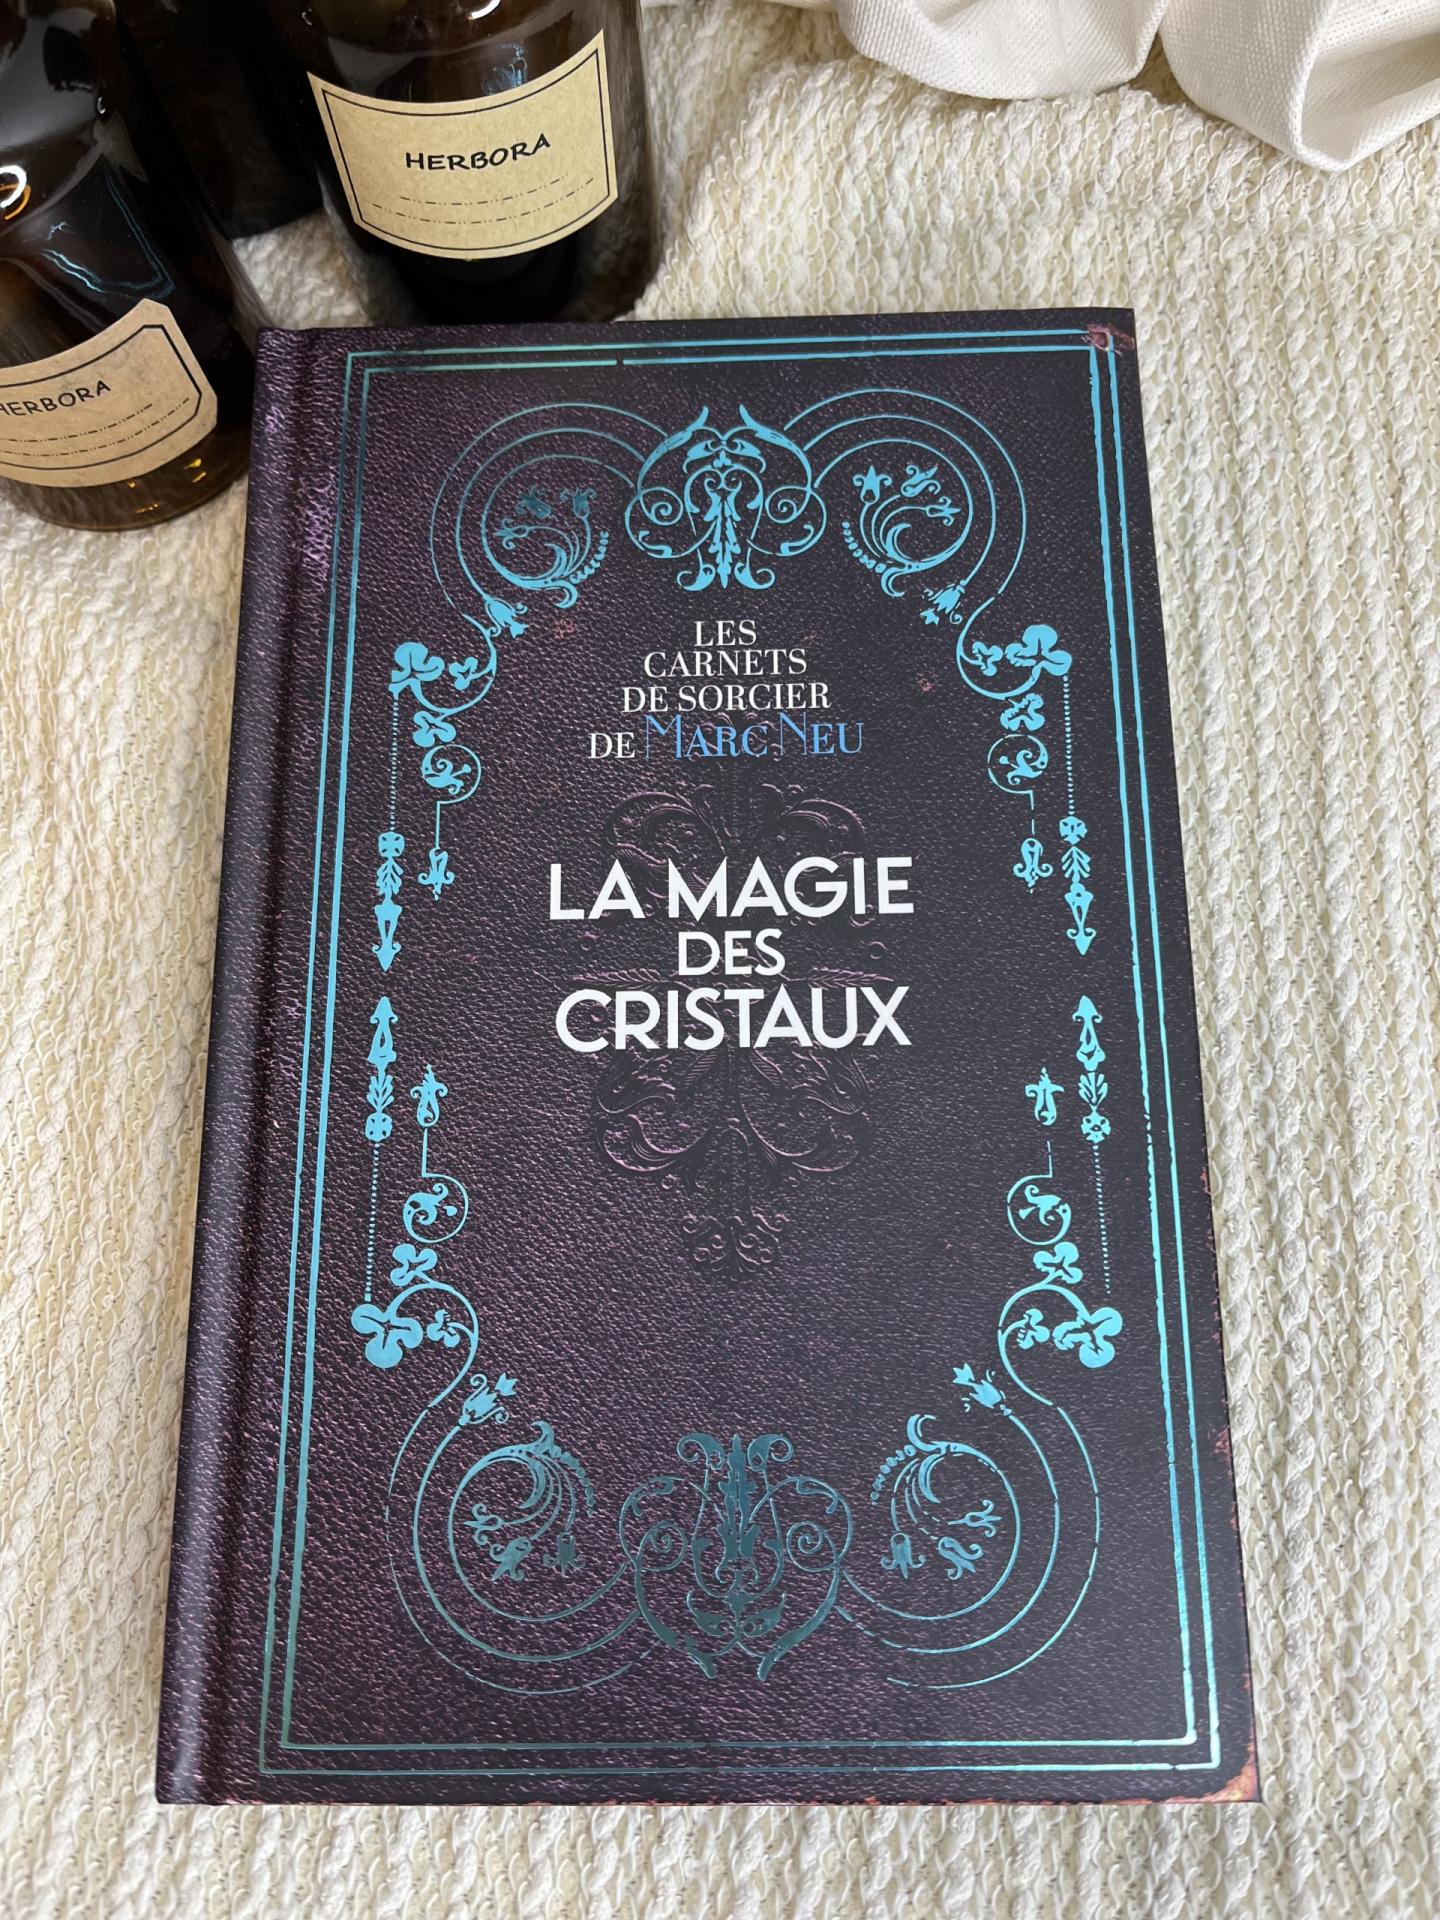 HERBORA
HERBORA
LES
CARNETS
DE SORCIER
DE MARC NEU
LA MAGIE
DES
CRISTAUX